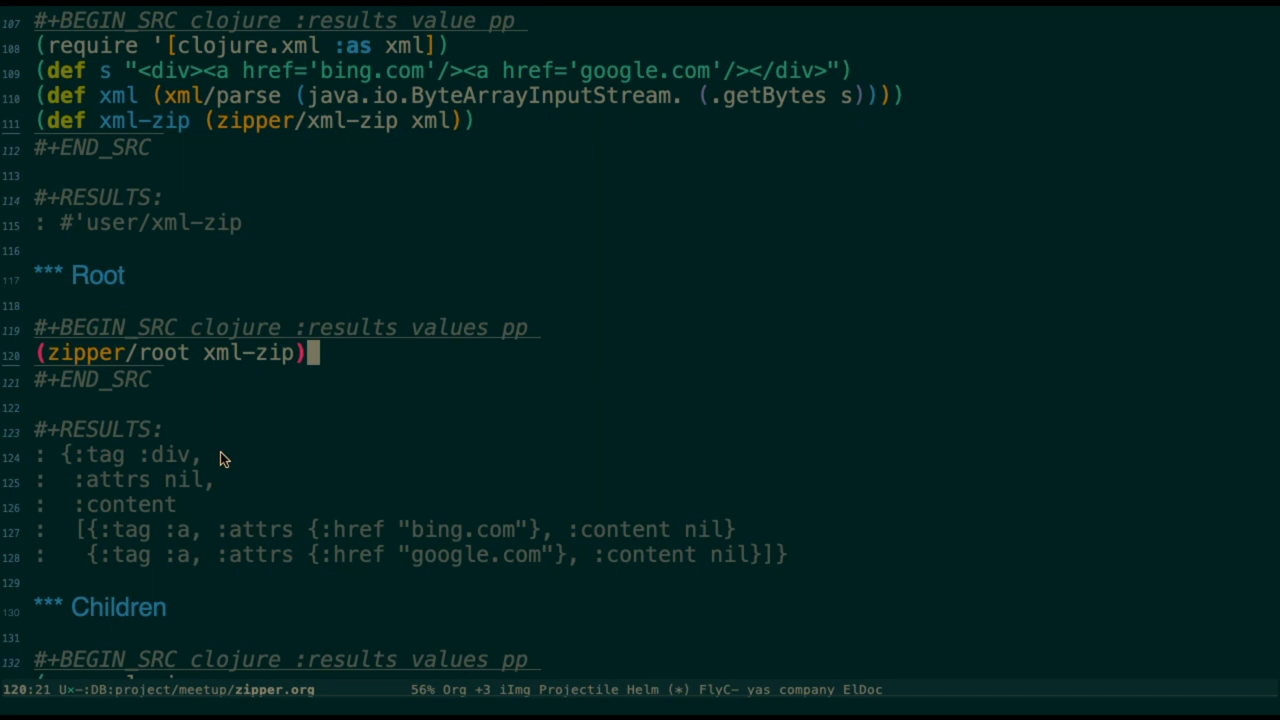 107 #+BEGIN_SRC clojure :results value pp
108 (require '[clojure.xml :as xml])
109 (def s "<div><a href='bing.com'/><a href='google.com'/></div>")
110 (def xml (xml/parse (java.io.ByteArrayInputStream. (.getBytes s))))
111 (def xml-zip (zipper/xml-zip xml))
112 #+END_SRC
113
114 #+RESULTS:
115 : #'user/xml-zip
116
117 *** Root
118
119 #+BEGIN_SRC clojure :results values pp
120 (zipper/root xml-zip)
121 #+END_SRC
122
123 #+RESULTS:
124 : {:tag :div,
125 :  :attrs nil,
126 :  :content
127 :  [{:tag :a, :attrs {:href "bing.com"}, :content nil}
128 :   {:tag :a, :attrs {:href "google.com"}, :content nil}]}
129
130 *** Children
131
132 #+BEGIN_SRC clojure :results values pp
120:21 U×-:DB:project/meetup/zipper.org 56% Org +3 iImg Projectile Helm (*) FlyC- yas company ElDoc